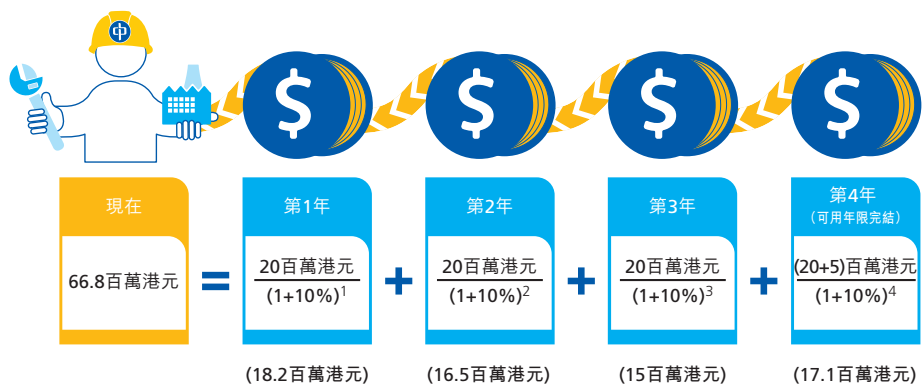 中
$ $ $ $
現在
66.8百萬港元
=
第1年
20百萬港元
(1+10%)¹
(18.2百萬港元)
+
第2年
20百萬港元
(1+10%)²
(16.5百萬港元)
+
第3年
20百萬港元
(1+10%)³
(15百萬港元)
+
第4年
(可用年限完結)
(20+5)百萬港元
(1+10%)⁴
(17.1百萬港元)